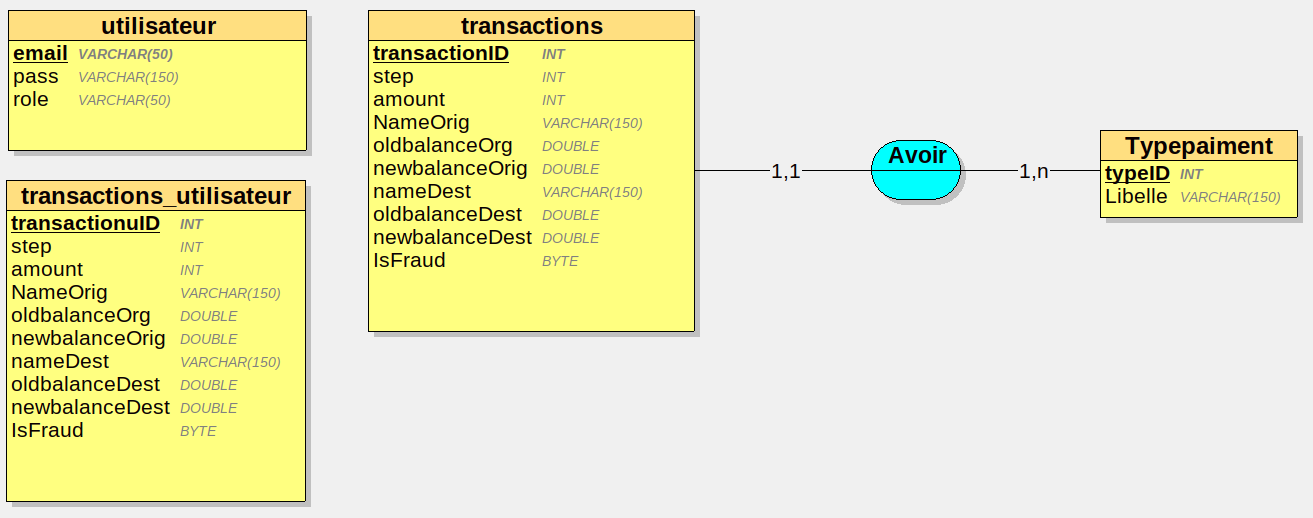 utilisateur
email VARCHAR(50)
pass VARCHAR(150)
role VARCHAR(50)
transactions_utilisateur
transactionuID INT
step INT
amount INT
NameOrig VARCHAR(150)
oldbalanceOrg DOUBLE
newbalanceOrig DOUBLE
nameDest VARCHAR(150)
oldbalanceDest DOUBLE
newbalanceDest DOUBLE
IsFraud BYTE
transactions
transactionID INT
step INT
amount INT
NameOrig VARCHAR(150)
oldbalanceOrg DOUBLE
newbalanceOrig DOUBLE
nameDest VARCHAR(150)
oldbalanceDest DOUBLE
newbalanceDest DOUBLE
IsFraud BYTE
1,1
Avoir
1,n
Typepaiment
typeID INT
Libelle VARCHAR(150)